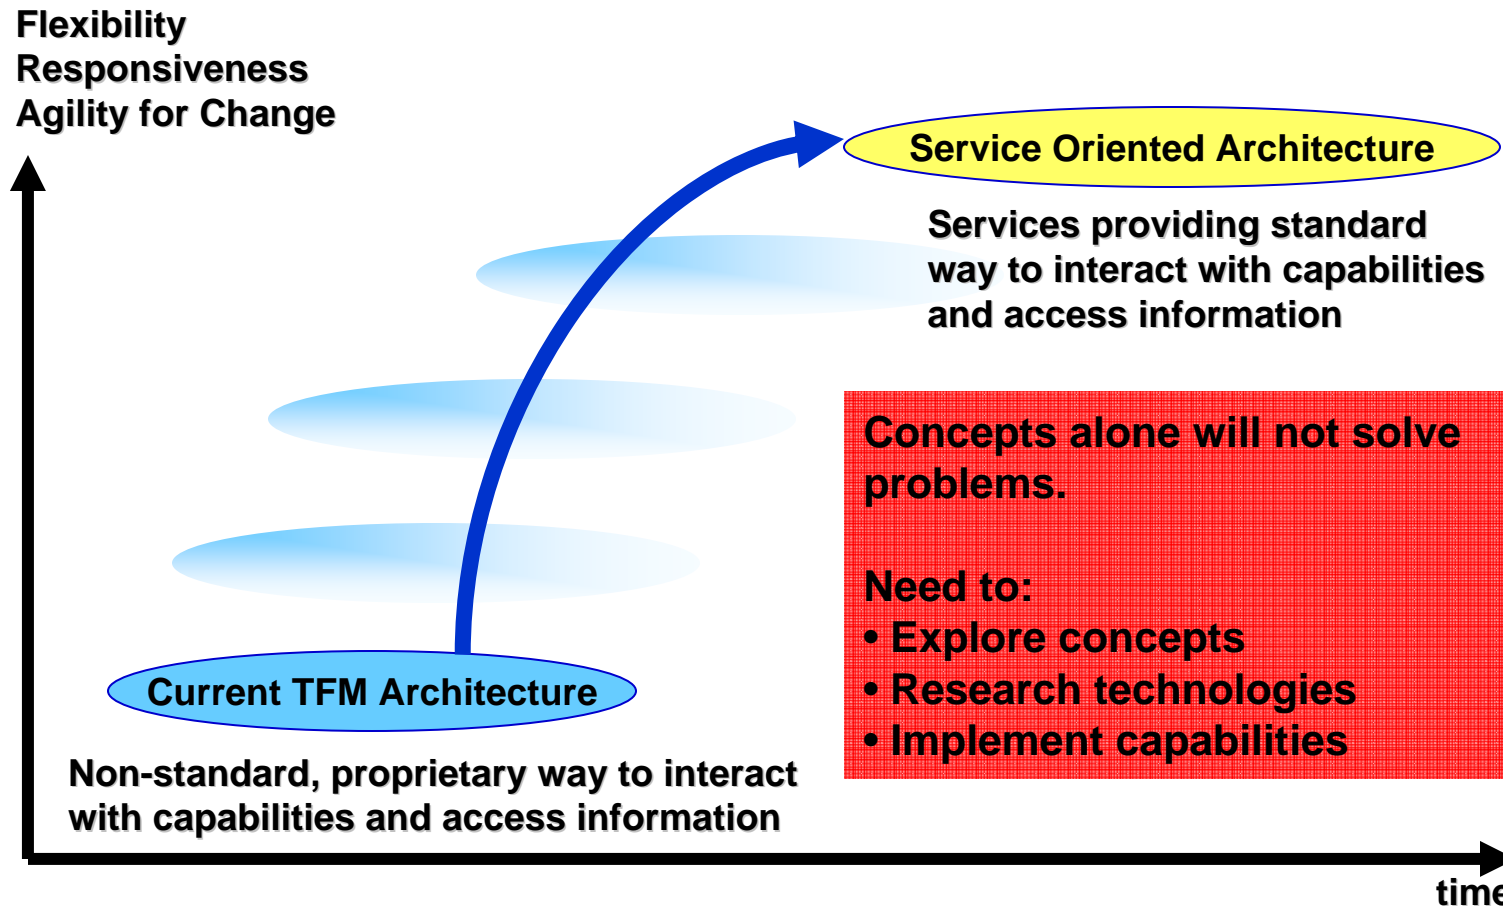 Flexibility
Responsiveness
Agility for Change
Service Oriented Architecture
Services providing standard
way to interact with capabilities
and access information
Concepts alone will not solve
problems.
Need to:
• Explore concepts
• Research technologies
• Implement capabilities
Current TFM Architecture
Non-standard, proprietary way to interact
with capabilities and access information
time